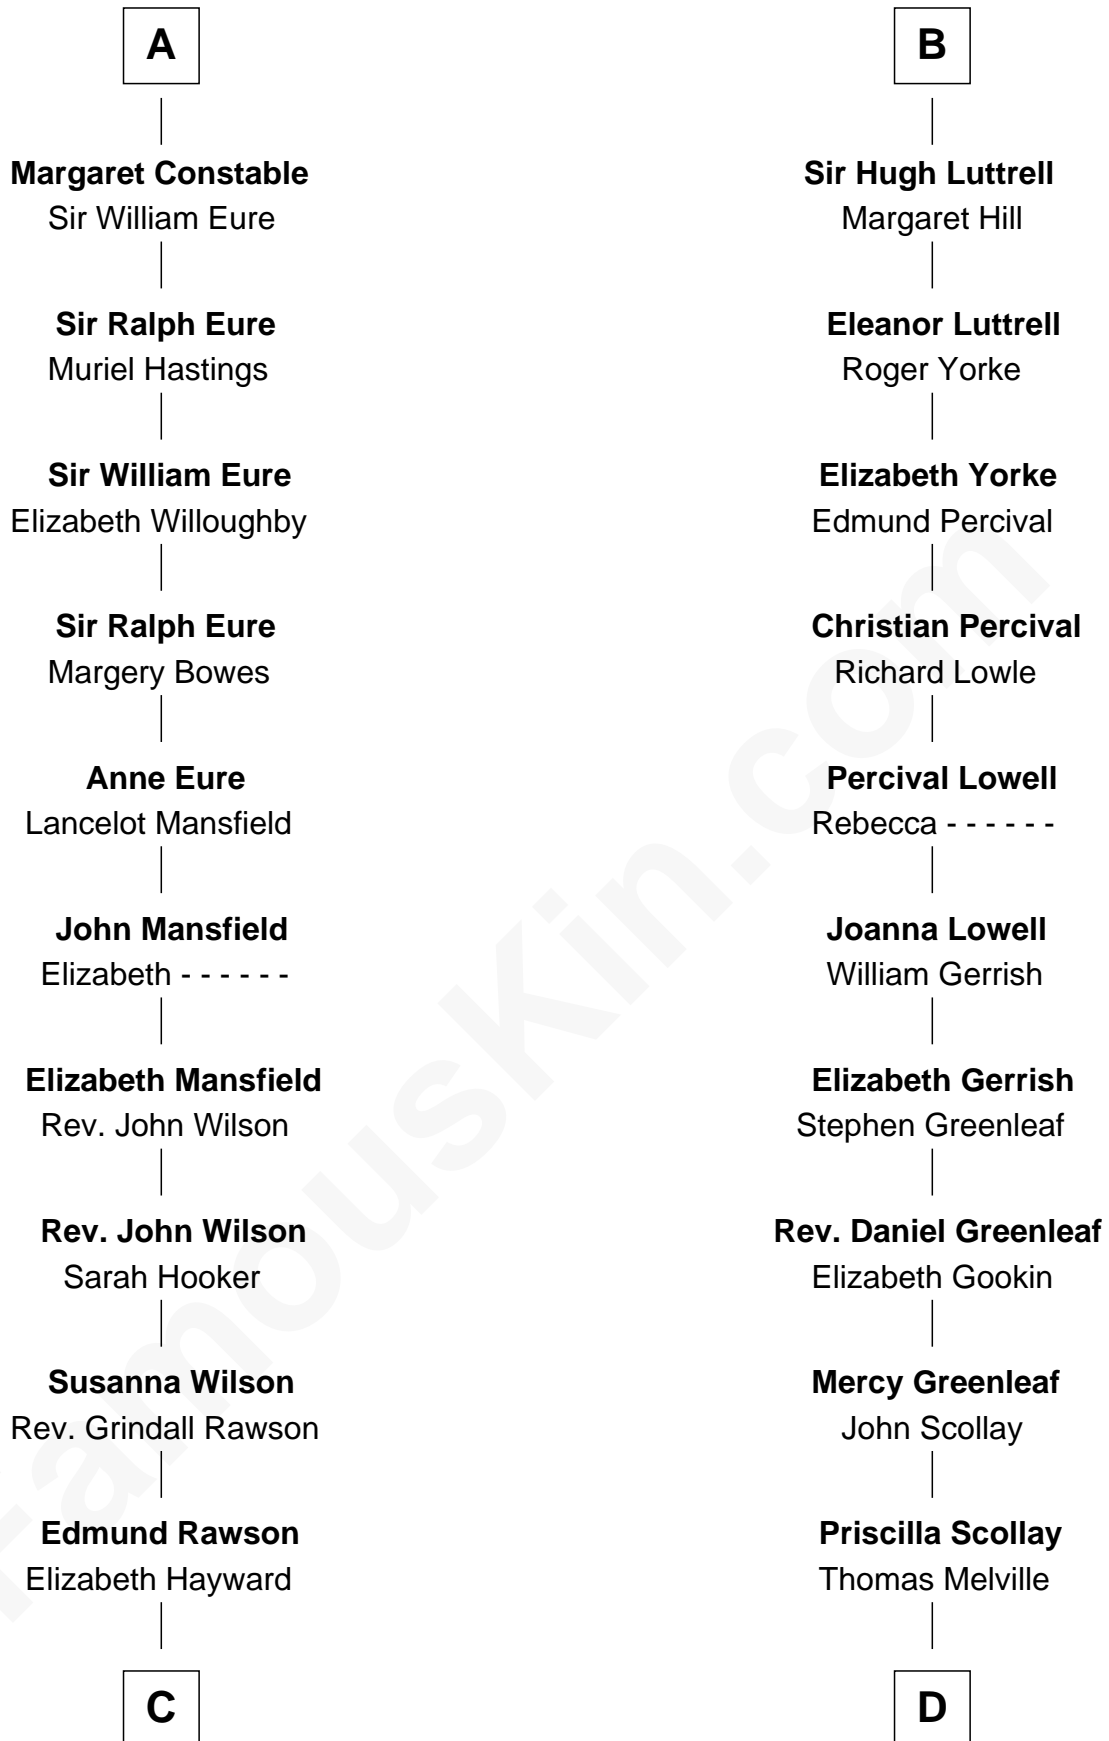 A
Margaret Constable
Sir William Eure
Sir Ralph Eure
Muriel Hastings
Sir William Eure
Elizabeth Willoughby
Sir Ralph Eure
Margery Bowes
Anne Eure
Lancelot Mansfield
John Mansfield
Elizabeth - - - - - -
Elizabeth Mansfield
Rev. John Wilson
Rev. John Wilson
Sarah Hooker
Susanna Wilson
Rev. Grindall Rawson
Edmund Rawson
Elizabeth Hayward
C
B
Sir Hugh Luttrell
Margaret Hill
Eleanor Luttrell
Roger Yorke
Elizabeth Yorke
Edmund Percival
Christian Percival
Richard Lowle
Percival Lowell
Rebecca - - - - - -
Joanna Lowell
William Gerrish
Elizabeth Gerrish
Stephen Greenleaf
Rev. Daniel Greenleaf
Elizabeth Gookin
Mercy Greenleaf
John Scollay
Priscilla Scollay
Thomas Melville
D
FamousKin.com